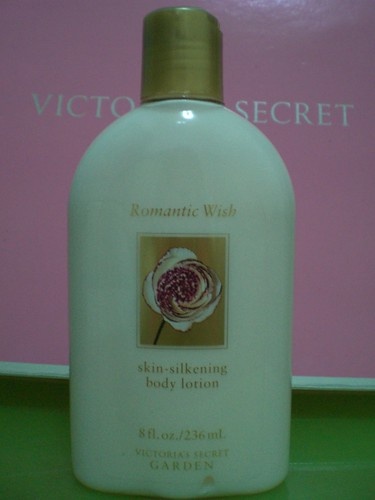 VICTO SECRET
Romantic Wish
skin-silkening
body lotion
8 fl. oz./236 mL
VICTORIA'S SECRET
GARDEN